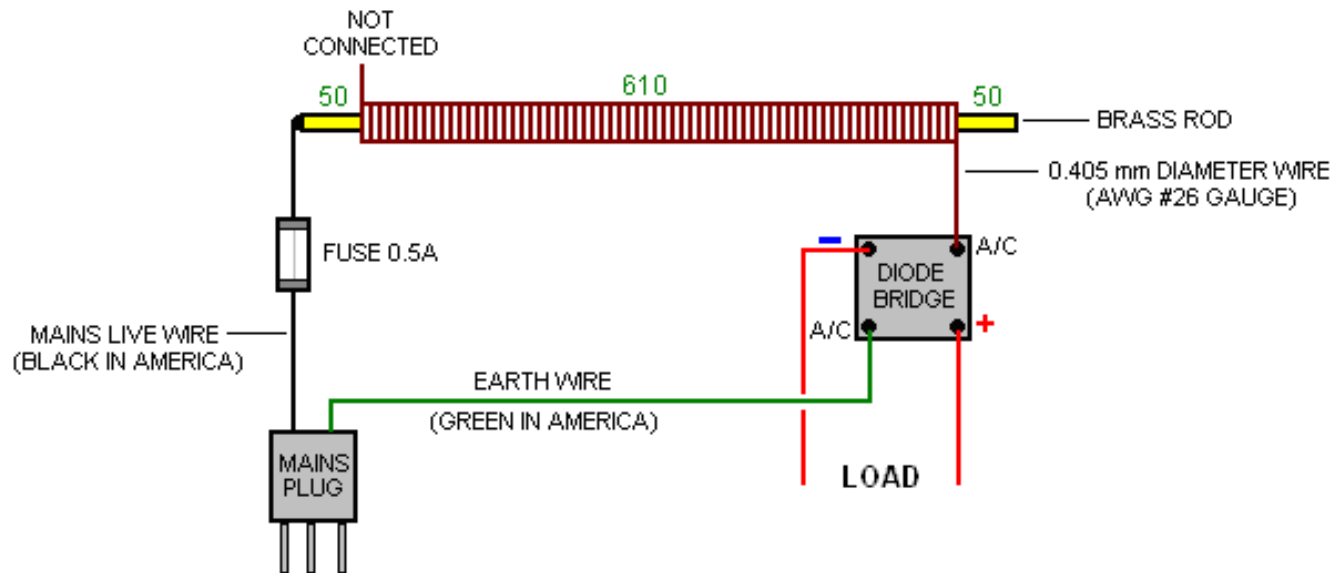 NOT
CONNECTED
50
610
50
BRASS ROD
0.405 mm DIAMETER WIRE
(AWG #26 GAUGE)
FUSE 0.5A
–
A/C
DIODE
BRIDGE
A/C
+
MAINS LIVE WIRE
(BLACK IN AMERICA)
EARTH WIRE
(GREEN IN AMERICA)
MAINS
PLUG
LOAD